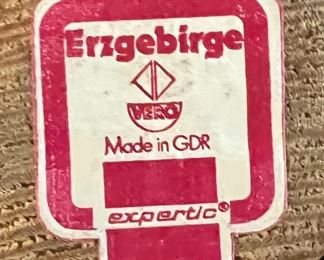 Erzgebirge
VERO
Made in GDR
expertic®